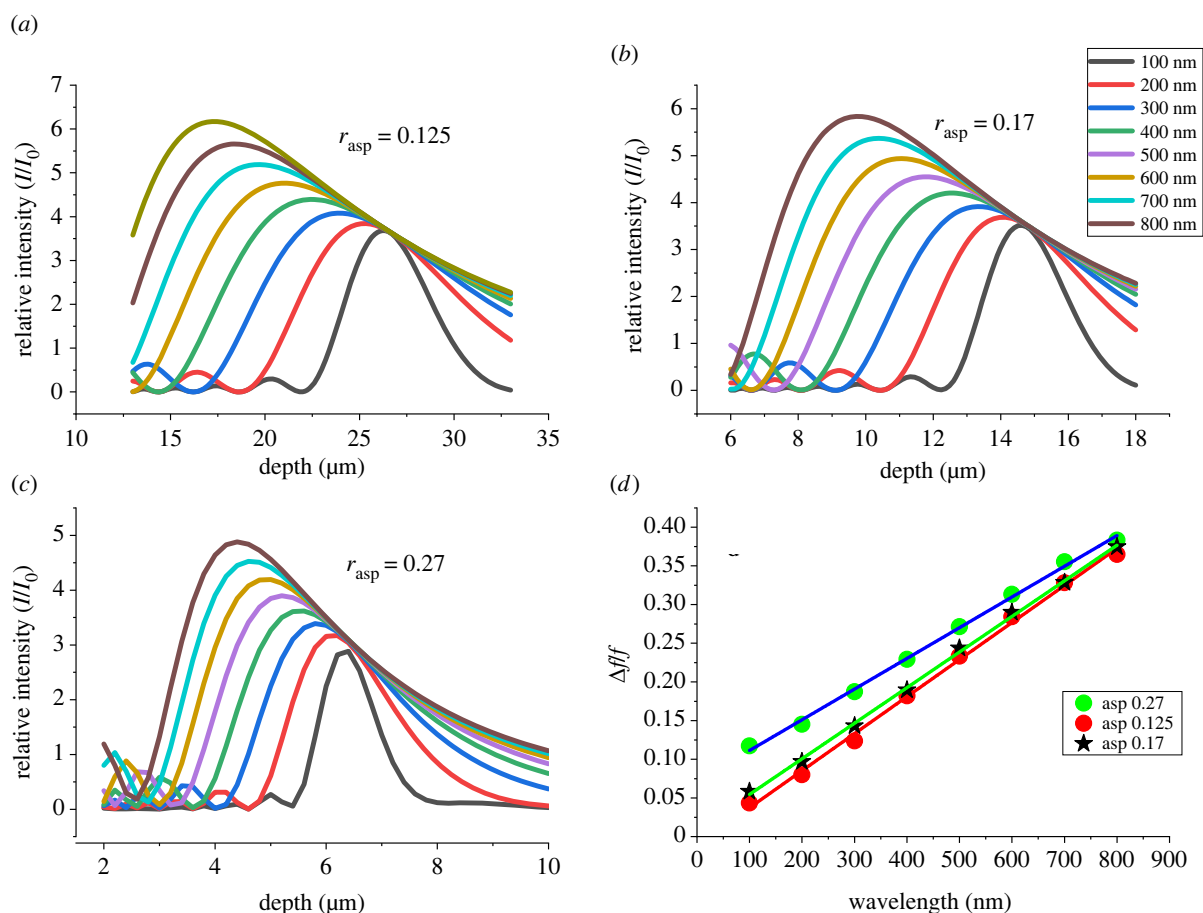 (a)
7
6
5
4
3
2
1
0
10 15 20 25 30 35
relative intensity (I/I0)
depth (µm)
rasp = 0.125
(b)
6
5
4
3
2
1
0
6 8 10 12 14 16 18
relative intensity (I/I0)
depth (µm)
rasp = 0.17
100 nm
200 nm
300 nm
400 nm
500 nm
600 nm
700 nm
800 nm
(c)
5
4
3
2
1
0
2 4 6 8 10
relative intensity (I/I0)
depth (µm)
rasp = 0.27
(d)
0.40
0.35
0.30
0.25
0.20
0.15
0.10
0.05
0
0 100 200 300 400 500 600 700 800 900
Δf/f
wavelength (nm)
asp 0.27
asp 0.125
asp 0.17